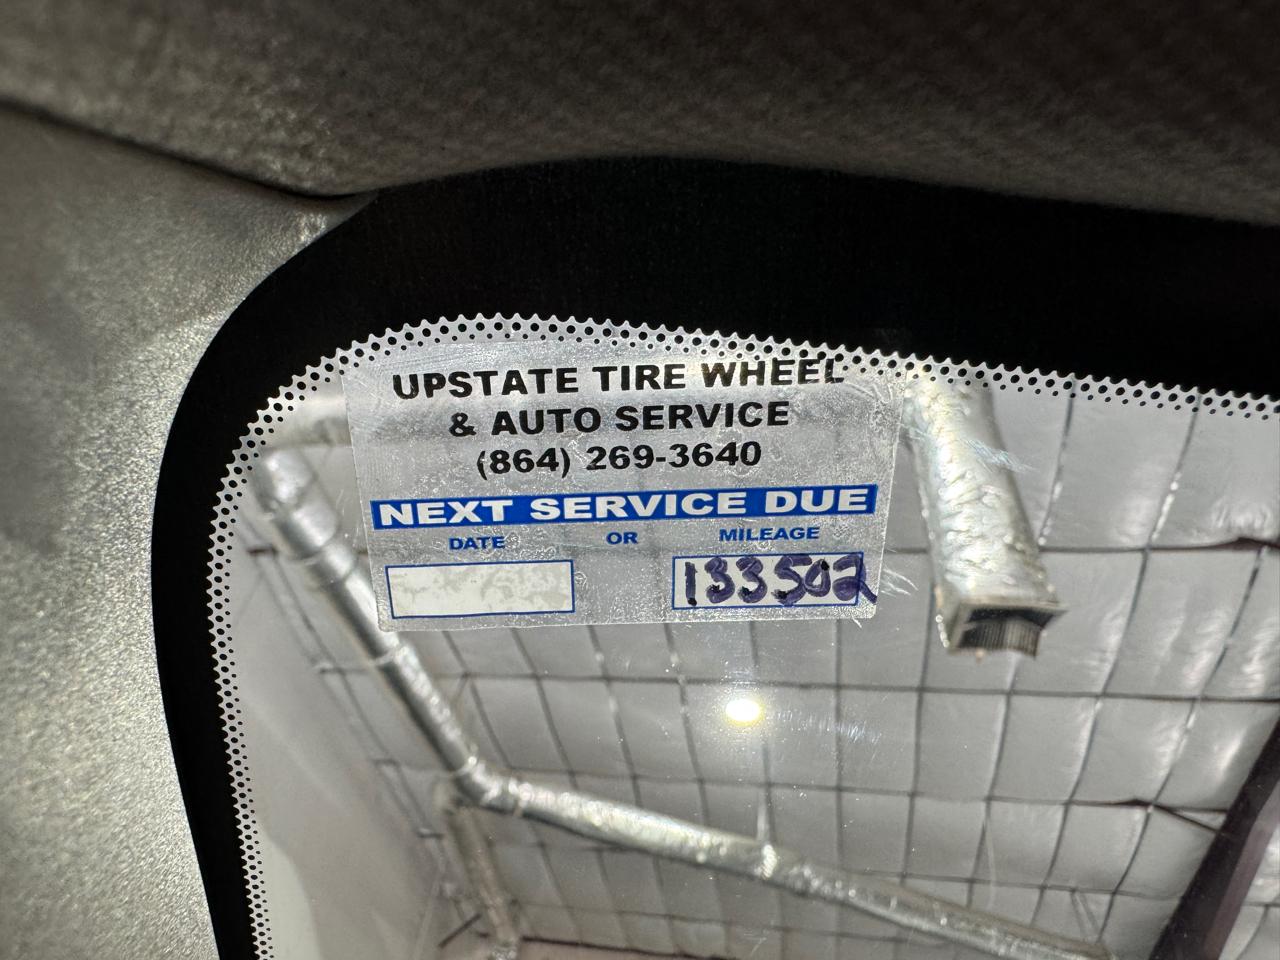 UPSTATE TIRE WHEEL
& AUTO SERVICE
(864) 269-3640
NEXT SERVICE DUE
DATE OR MILEAGE
133502